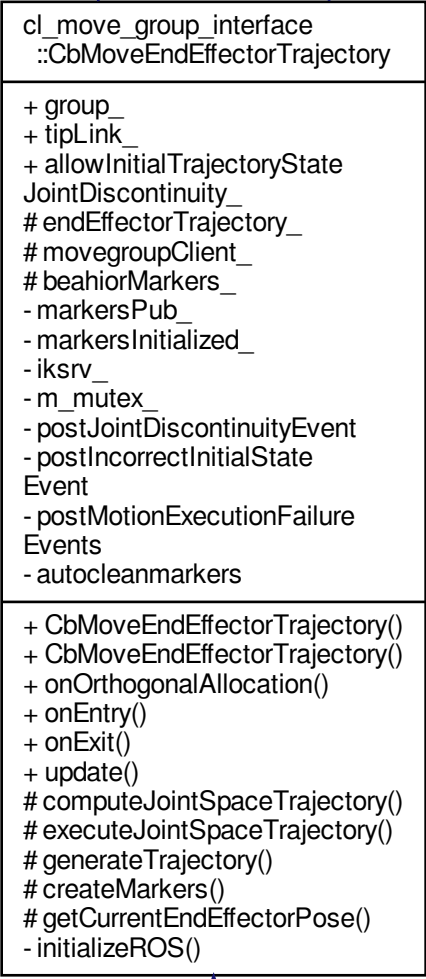 cl_move_group_interface
::CbMoveEndEffectorTrajectory
+ group_
+ tipLink_
+ allowInitialTrajectoryState
JointDiscontinuity_
# endEffectorTrajectory_
# movegroupClient_
# beahiorMarkers_
- markersPub_
- markersInitialized_
- iksrv_
- m_mutex_
- postJointDiscontinuityEvent
- postIncorrectInitialState
Event
- postMotionExecutionFailure
Events
- autocleanmarkers
+ CbMoveEndEffectorTrajectory()
+ CbMoveEndEffectorTrajectory()
+ onOrthogonalAllocation()
+ onEntry()
+ onExit()
+ update()
# computeJointSpaceTrajectory()
# executeJointSpaceTrajectory()
# generateTrajectory()
# createMarkers()
# getCurrentEndEffectorPose()
- initializeROS()